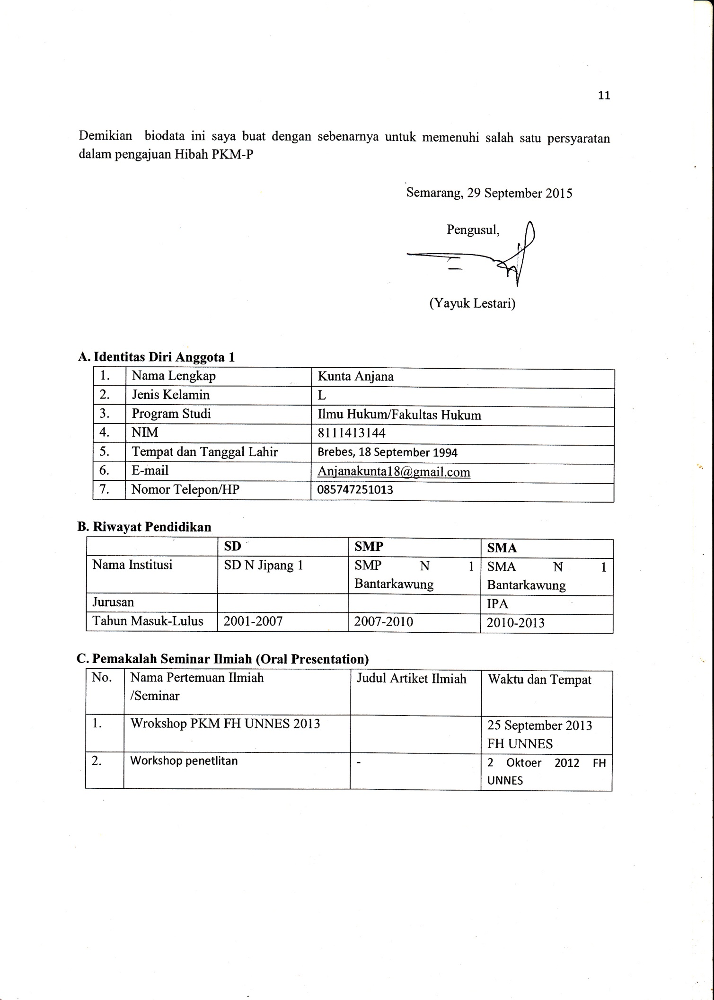 11
Demikian biodata ini saya buat dengan sebenarnya untuk memenuhi salah satu persyaratan
dalam pengajuan Hibah PKM-P
Semarang, 29 September 2015
Pengusul,
(Yayuk Lestari)
A. Identitas Diri Anggota 1
1. Nama Lengkap Kunta Anjana
2. Jenis Kelamin L
3. Program Studi Ilmu Hukum/Fakultas Hukum
4. NIM 8111413144
5. Tempat dan Tanggal Lahir Brebes, 18 September 1994
6. E-mail Anjanakunta18@gmail.com
7. Nomor Telepon/HP 085747251013
B. Riwayat Pendidikan
SD SMP SMA
Nama Institusi SD N Jipang 1 SMP N 1 SMA N 1
Bantarkawung Bantarkawung
Jurusan IPA
Tahun Masuk-Lulus 2001-2007 2007-2010 2010-2013
C. Pemakalah Seminar Ilmiah (Oral Presentation)
No. Nama Pertemuan Ilmiah Judul Artiket Ilmiah Waktu dan Tempat
/Seminar
1. Wrokshop PKM FH UNNES 2013 25 September 2013
FH UNNES
2. Workshop penetlitan - 2 Oktoer 2012 FH
UNNES